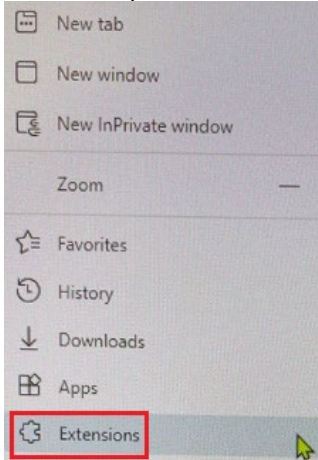 New tab
New window
New InPrivate window
Zoom
Favorites
History
Downloads
Apps
Extensions